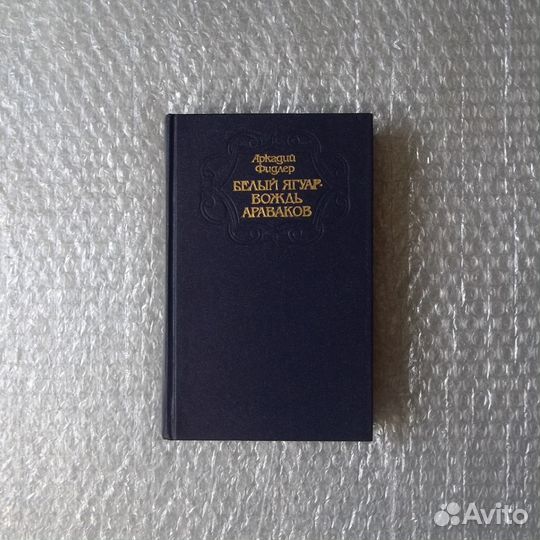 Аркадий
Фидлер
БЕЛЫЙ ЯГУАР-
ВОЖДЬ
АРАВАКОВ
Avito